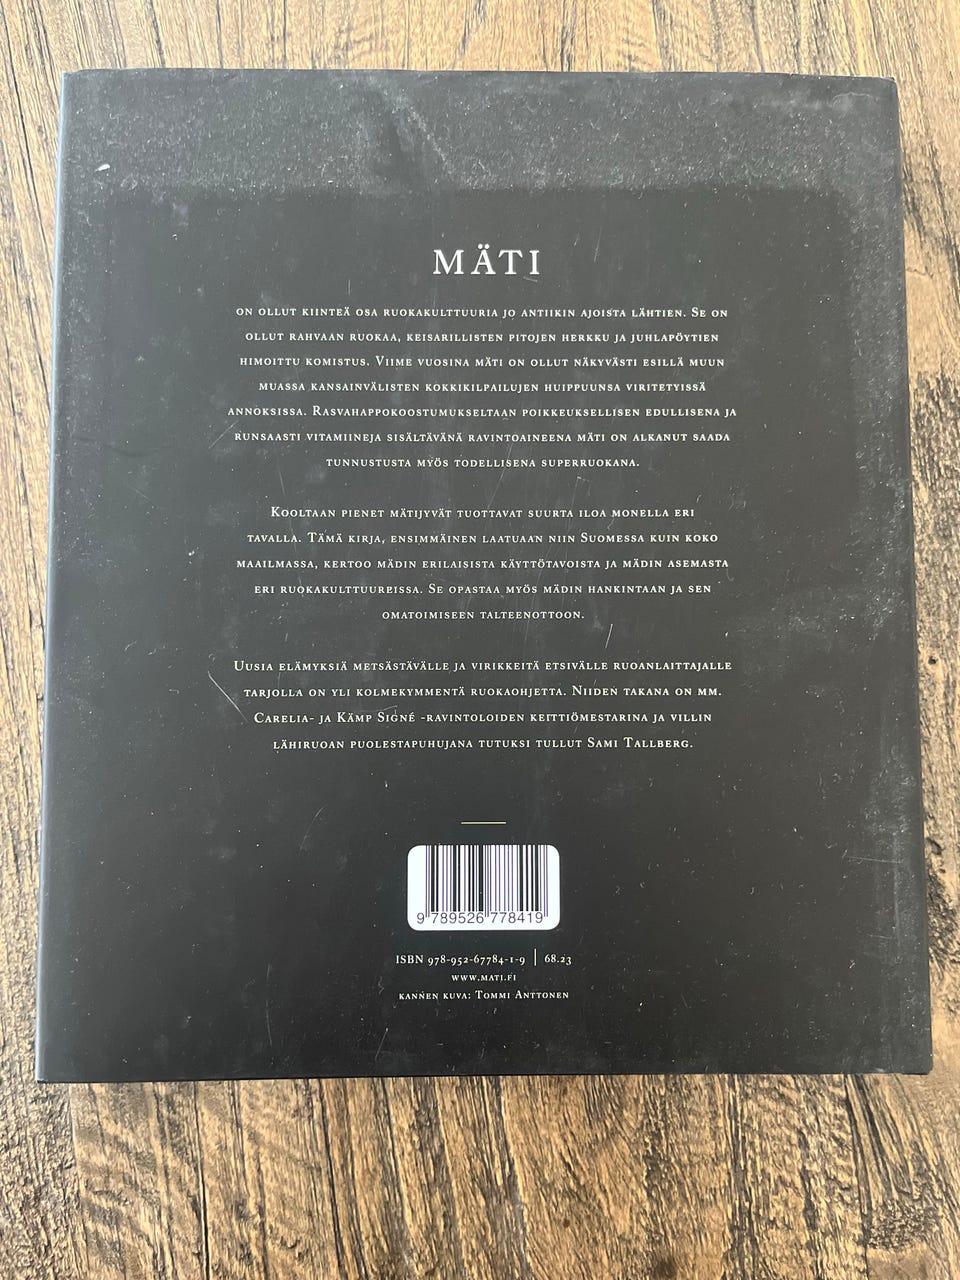 MÄTI
ON OLLUT KIINTEÄ OSA RUOKAKULTTUURIA JO ANTIIKIN AJOISTA LÄHTIEN. SE ON
OLLUT RAHVAAN RUOKAA, KEISARILLISTEN PITOJEN HERKKU JA JUHLAPÖYTIEN
HIMOITTU KOMISTUS. VIIME VUOSINA MÄTI ON OLLUT NÄKYVÄSTI ESILLÄ MUUN
MUASSA KANSAINVÄLISTEN KOKKIKILPAILUJEN HUIPPUUNSA VIRITETYISSÄ
ANNOKSISSA. RASVAHAPPOKOOSTUMUKSELTAAN POIKKEUKSELLISEN EDULLISENA JA
RUNSAASTI VITAMIINEJA SISÄLTÄVÄNÄ RAVINTOAINEENA MÄTI ON ALKANUT SAADA
TUNNUSTUSTA MYÖS TODELLISENA SUPERRUOKANA.
KOOLTAAN PIENET MÄTIJYVÄT TUOTTAVAT SUURTA ILOA MONELLA ERI
TAVALLA. TÄMÄ KIRJA, ENSIMMÄINEN LAATUAAN NIIN SUOMESSA KUIN KOKO
MAAILMASSA, KERTOO MÄDIN ERILAISISTA KÄYTTÖTAVOISTA JA MÄDIN ASEMASTA
ERI RUOKAKULTTUUREISSA. SE OPASTAA MYÖS MÄDIN HANKINTAAN JA SEN
OMATOIMISEEN TALTEENOTTOON.
UUSIA ELÄMYKSIÄ METSÄSTÄVÄLLE JA VIRIKKEITÄ ETSIVÄLLE RUOANLAITTAJALLE
TARJOLLA ON YLI KOLMEKYMMENTÄ RUOKAOHJETTA. NIIDEN TAKANA ON MM.
CARELIA- JA KÄMP SIGNÉ -RAVINTOLOIDEN KEITTIÖMESTARINA JA VILLIN
LÄHIRUOAN PUOLESTAPUHUJANA TUTUKSI TULLUT SAMI TALLBERG.
9 789526 778419
ISBN 978-952-67784-1-9 | 68.23
WWW.MATI.FI
KANNEN KUVA: TOMMI ANTTONEN